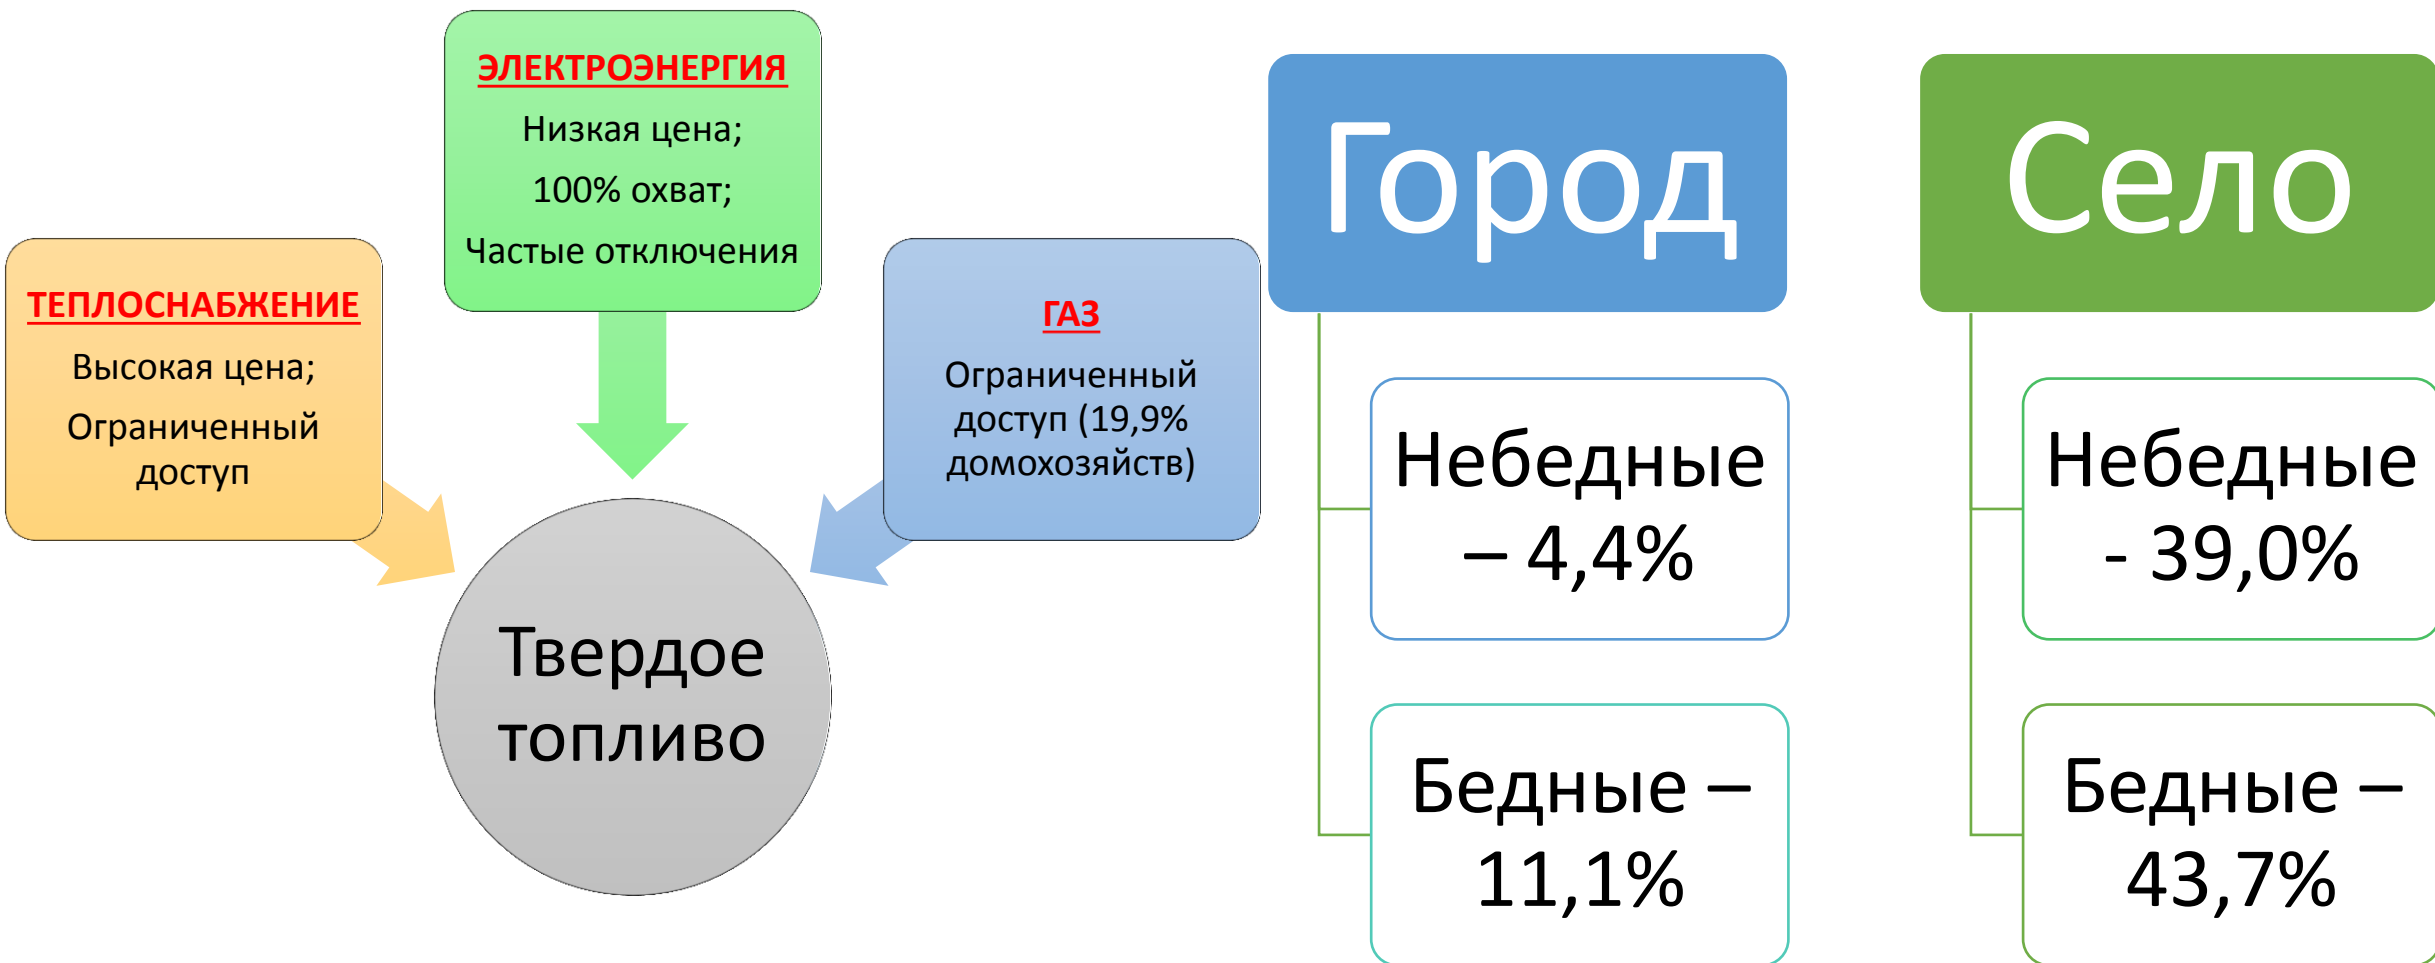 ТЕПЛОСНАБЖЕНИЕ
Высокая цена;
Ограниченный
доступ
ЭЛЕКТРОЭНЕРГИЯ
Низкая цена;
100% охват;
Частые отключения
ГАЗ
Ограниченный
доступ (19,9%
домохозяйств)
Твердое
топливо
Город
Небедные
– 4,4%
Бедные –
11,1%
Село
Небедные
- 39,0%
Бедные –
43,7%